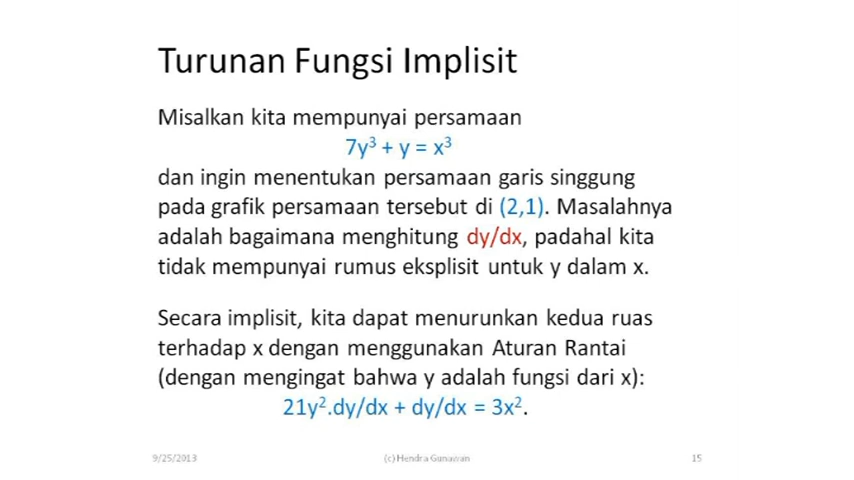 Turunan Fungsi Implisit
Misalkan kita mempunyai persamaan
7y³ + y = x³
dan ingin menentukan persamaan garis singgung
pada grafik persamaan tersebut di (2,1). Masalahnya
adalah bagaimana menghitung dy/dx, padahal kita
tidak mempunyai rumus eksplisit untuk y dalam x.
Secara implisit, kita dapat menurunkan kedua ruas
terhadap x dengan menggunakan Aturan Rantai
(dengan mengingat bahwa y adalah fungsi dari x):
21y².dy/dx + dy/dx = 3x².
9/25/2013 (c) Hendra Gunawan 15